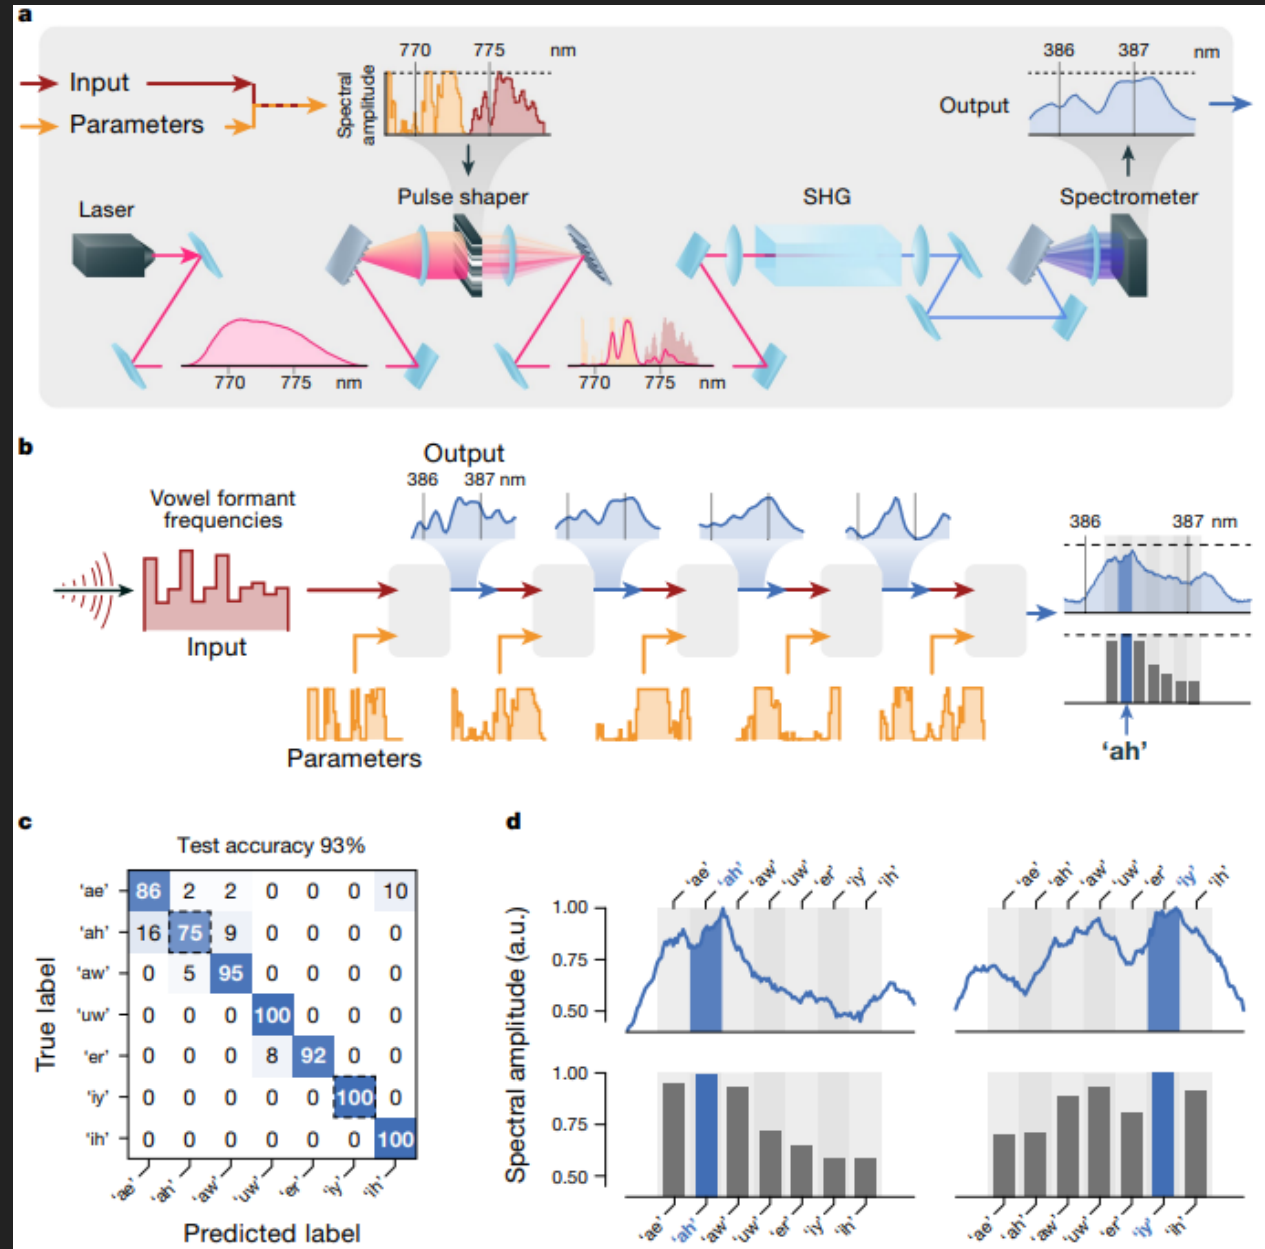 a
770 775 nm
386 387 nm
Input
Parameters
Spectral
amplitude
Output
Pulse shaper
SHG
Spectrometer
Laser
770 775 nm
770 775 nm
b
Output
386 387 nm
Vowel formant
frequencies
386 387 nm
Input
Parameters
'ah'
c
Test accuracy 93%
True label
'ae' 86 2 2 0 0 0 10
'ah' 16 75 9 0 0 0 0
'aw' 0 5 95 0 0 0 0
'uw' 0 0 0 100 0 0 0
'er' 0 0 0 8 92 0 0
'iy' 0 0 0 0 0 100 0
'ih' 0 0 0 0 0 0 100
'ae' 'ah' 'aw' 'uw' 'er' 'iy' 'ih'
Predicted label
d
'ae' 'ah' 'aw' 'uw' 'er' 'iy' 'ih'
'ae' 'ah' 'aw' 'uw' 'er' 'iy' 'ih'
Spectral amplitude (a.u.)
1.00
0.75
0.50
1.00
0.75
0.50
'ae' 'ah' 'aw' 'uw' 'er' 'iy' 'ih'
'ae' 'ah' 'aw' 'uw' 'er' 'iy' 'ih'